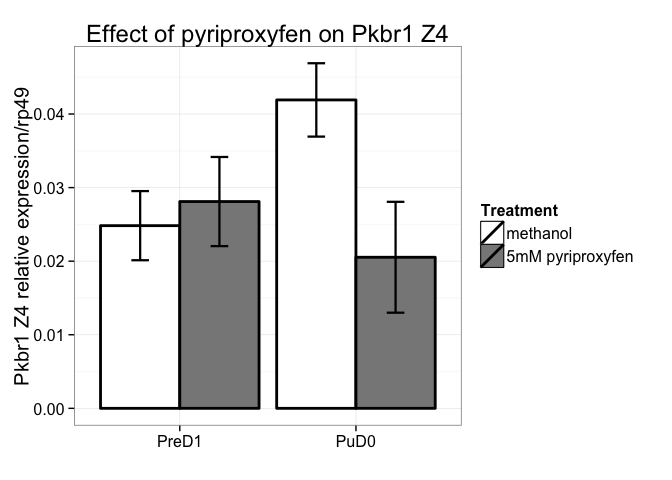 Effect of pyriproxyfen on Pkbr1 Z4
Pkbr1 Z4 relative expression/rp49
0.04
0.03
0.02
0.01
0.00
PreD1
PuD0
Treatment
methanol
5mM pyriproxyfen